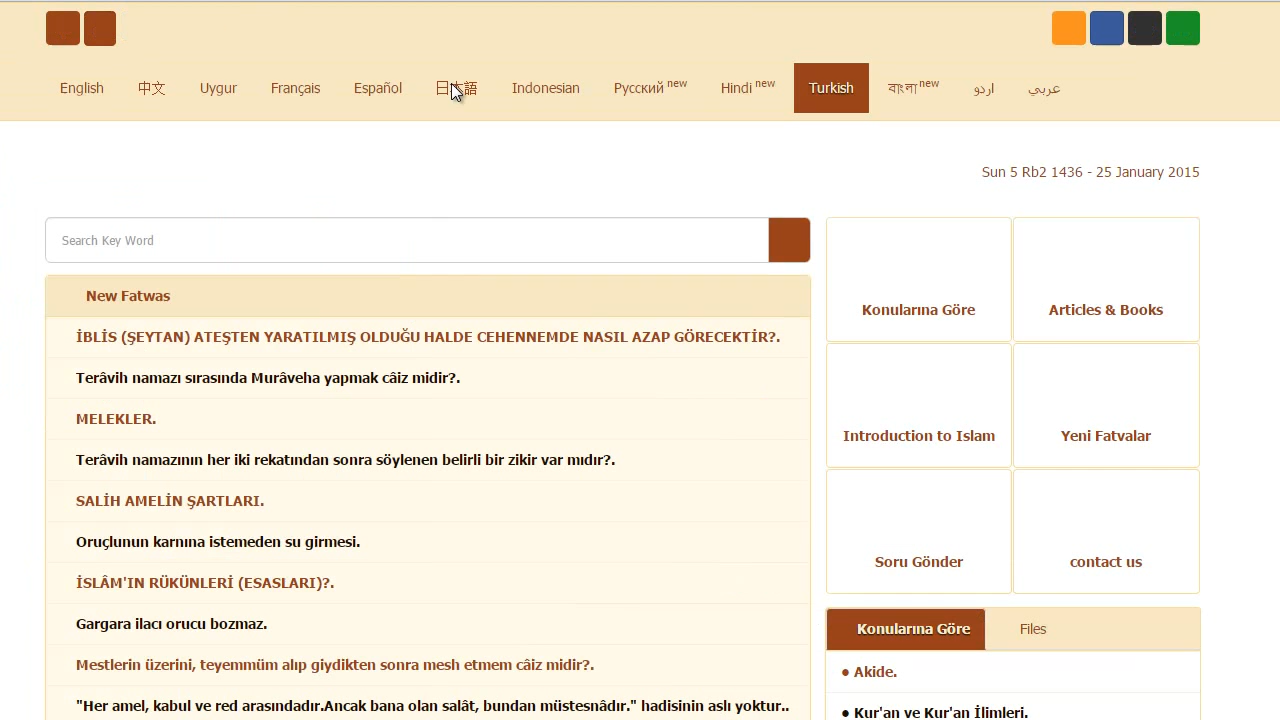 English 中文 Uygur Français Español 日本語 Indonesian Русский new Hindi new Turkish বাংলা new اردو عربي
Sun 5 Rb2 1436 - 25 January 2015
Search Key Word
New Fatwas
İBLİS (ŞEYTAN) ATEŞTEN YARATILMIŞ OLDUĞU HALDE CEHENNEMDE NASIL AZAP GÖRECEKTİR?.
Terâvih namazı sırasında Murâveha yapmak câiz midir?.
MELEKLER.
Terâvih namazının her iki rekatından sonra söylenen belirli bir zikir var mıdır?.
SALİH AMELİN ŞARTLARI.
Oruçlunun karnına istemeden su girmesi.
İSLÂM'IN RÜKÜNLERİ (ESASLARI)?.
Gargara ilacı orucu bozmaz.
Mestlerin üzerini, teyemmüm alıp giydikten sonra mesh etmem câiz midir?.
"Her amel, kabul ve red arasındadır.Ancak bana olan salât, bundan müstesnâdır." hadisinin aslı yoktur..
Konularına Göre Articles & Books
Introduction to Islam Yeni Fatvalar
Soru Gönder contact us
Konularına Göre Files
• Akide.
• Kur'an ve Kur'an İlimleri.